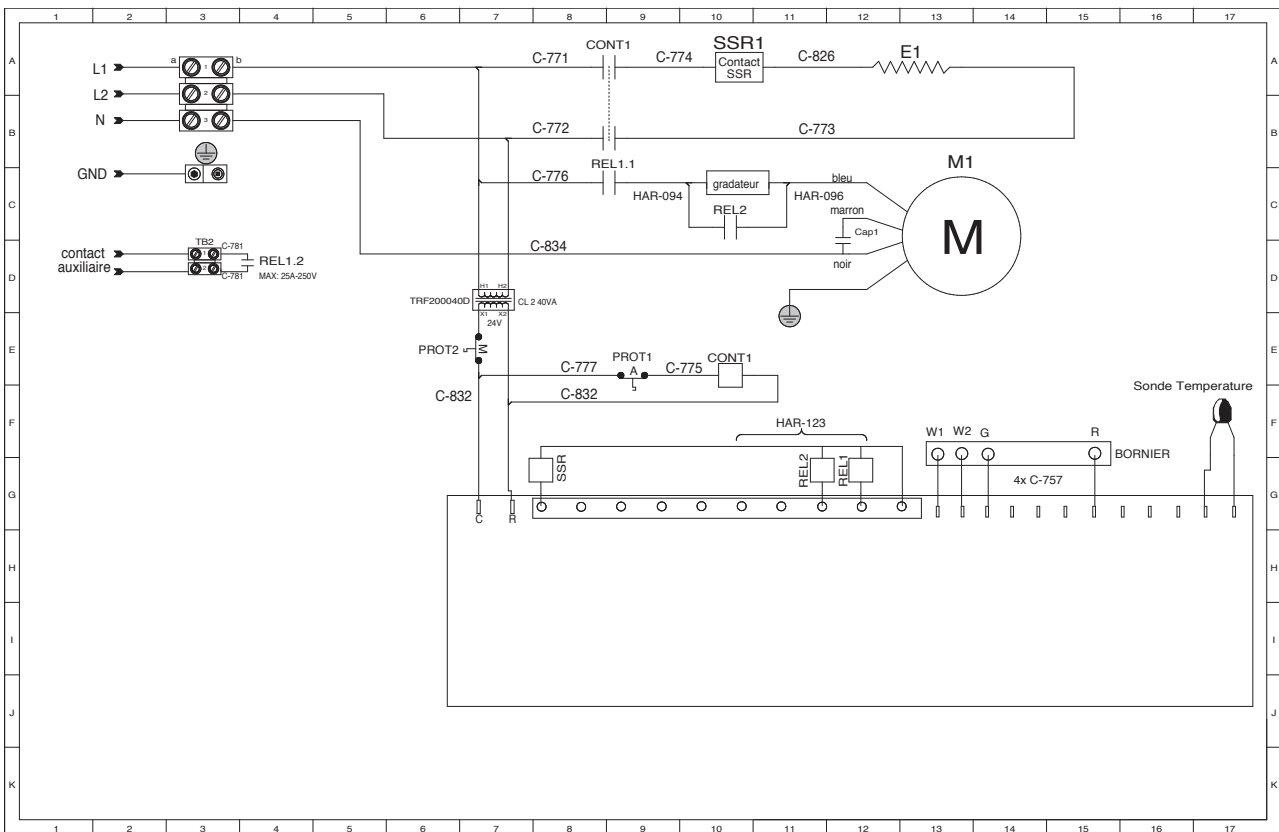 1 2 3 4 5 6 7 8 9 10 11 12 13 14 15 16 17
A A
B B
C C
D D
E E
F F
G G
H H
I I
J J
K K
L1 a 1 b
L2 2
N 3
GND
contact
auxiliaire
TB2
1 C-781
2 C-781
REL1.2
MAX: 25A-250V
C-771 CONT1 C-774 SSR1 C-826 E1
Contact
SSR
C-772 C-773
C-776 REL1.1 HAR-094 gradateur HAR-096 bleu M1
REL2
marron
Cap1
noir
M
C-834
TRF200040D H1 H2 CL 2 40VA
X1 X2
24V
PROT2 M
C-777 PROT1 A C-775 CONT1
C-832 C-832
HAR-123
SSR REL2 REL1
C R
W1 W2 G R
BORNIER
4x C-757
Sonde Temperature
1 2 3 4 5 6 7 8 9 10 11 12 13 14 15 16 17